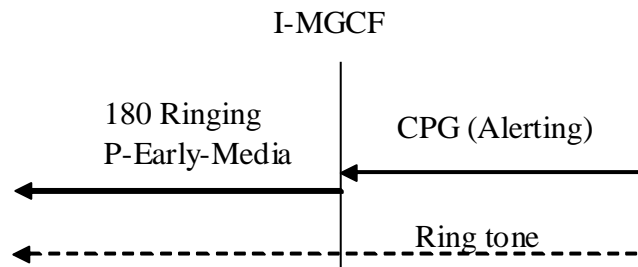 I-MGCF
180 Ringing
P-Early-Media
CPG (Alerting)
Ring tone